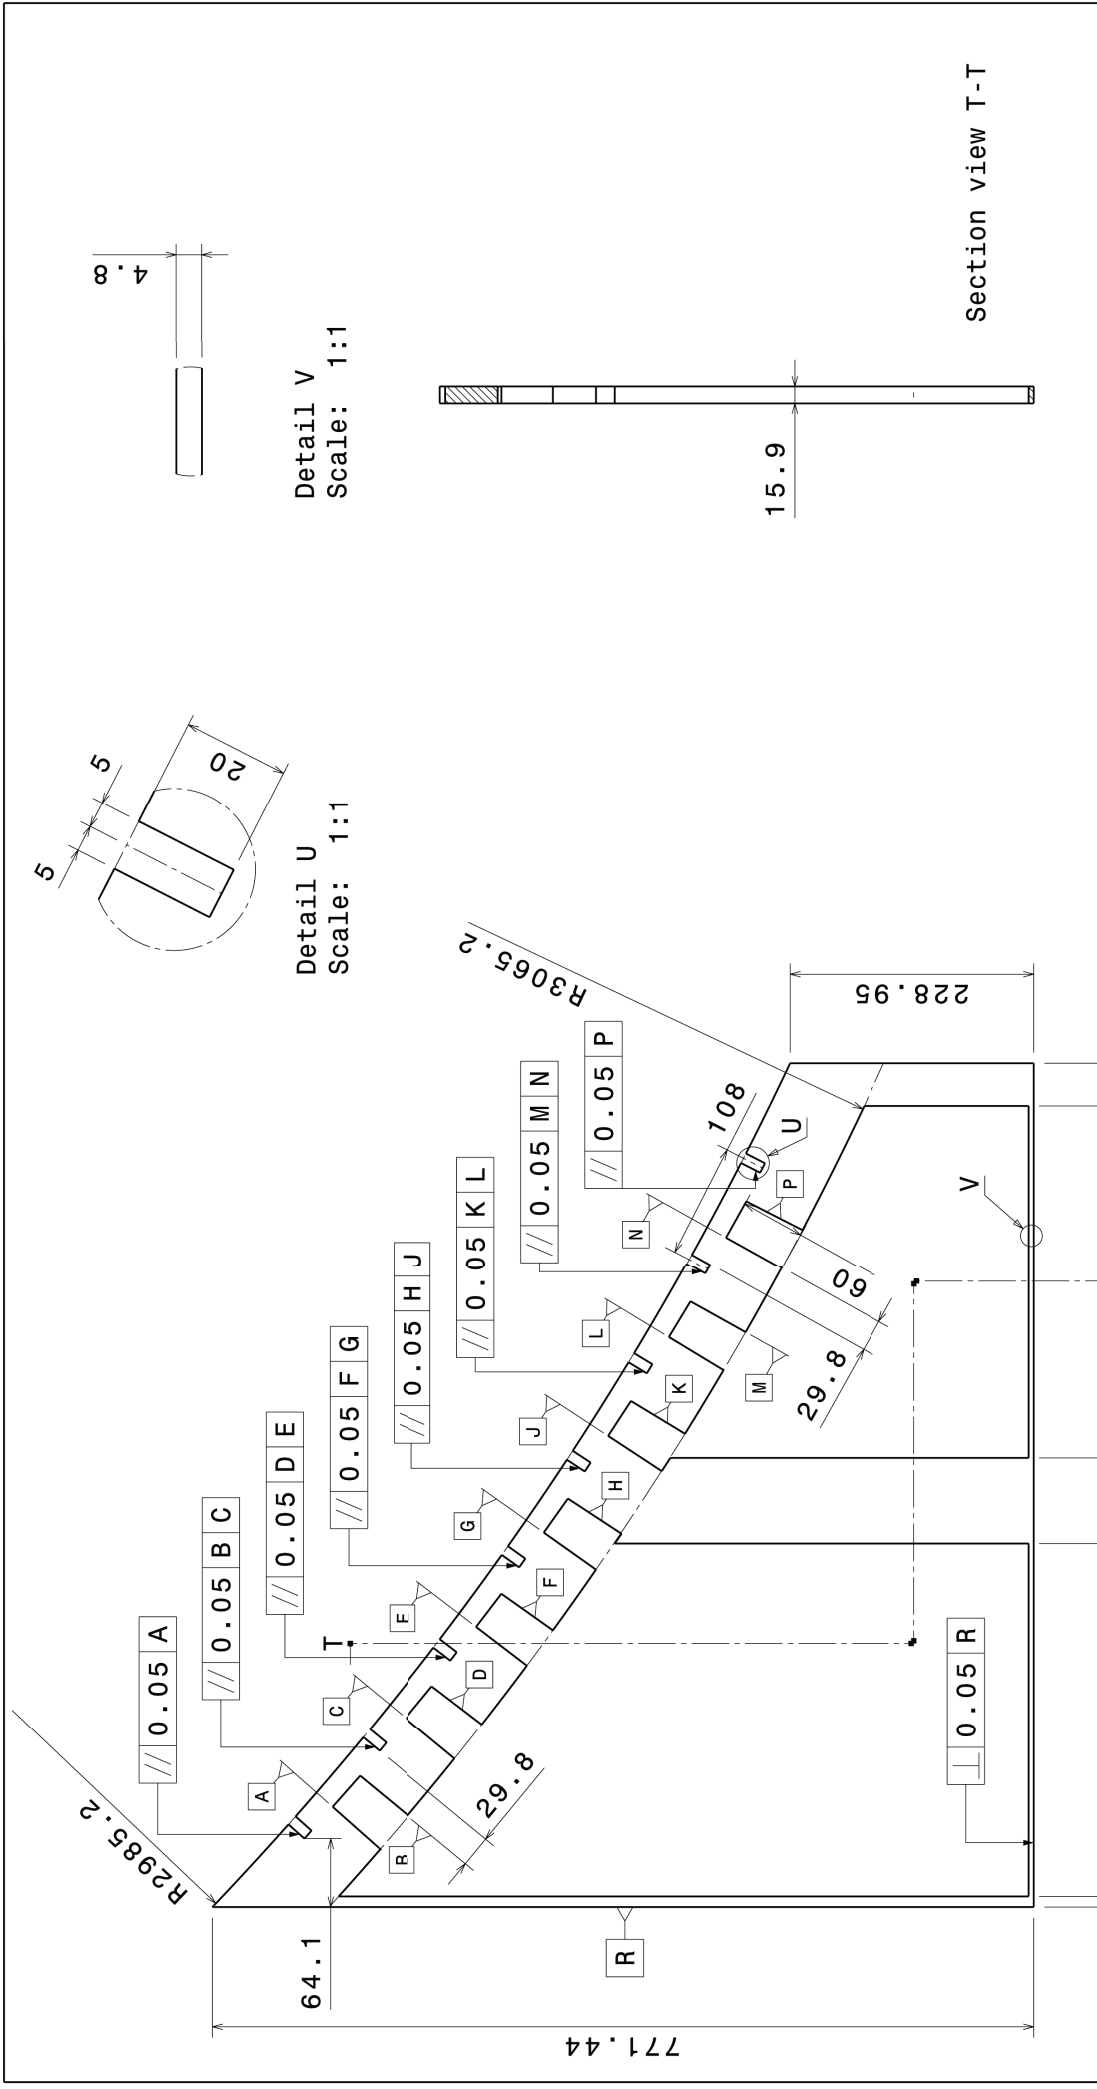 4.8
Detail V
Scale: 1:1
15.9
Section view T-T
5
5
20
Detail U
Scale: 1:1
R2985.2
// 0.05 A
// 0.05 B C
// 0.05 D E
// 0.05 F G
// 0.05 H J
// 0.05 K L
// 0.05 M N
// 0.05 P
R3065.2
108
228.95
T
A
C
E
G
J
L
N
B
D
F
H
K
M
P
U
V
60
29.8
29.8
64.1
R
⊥ 0.05 R
771.44